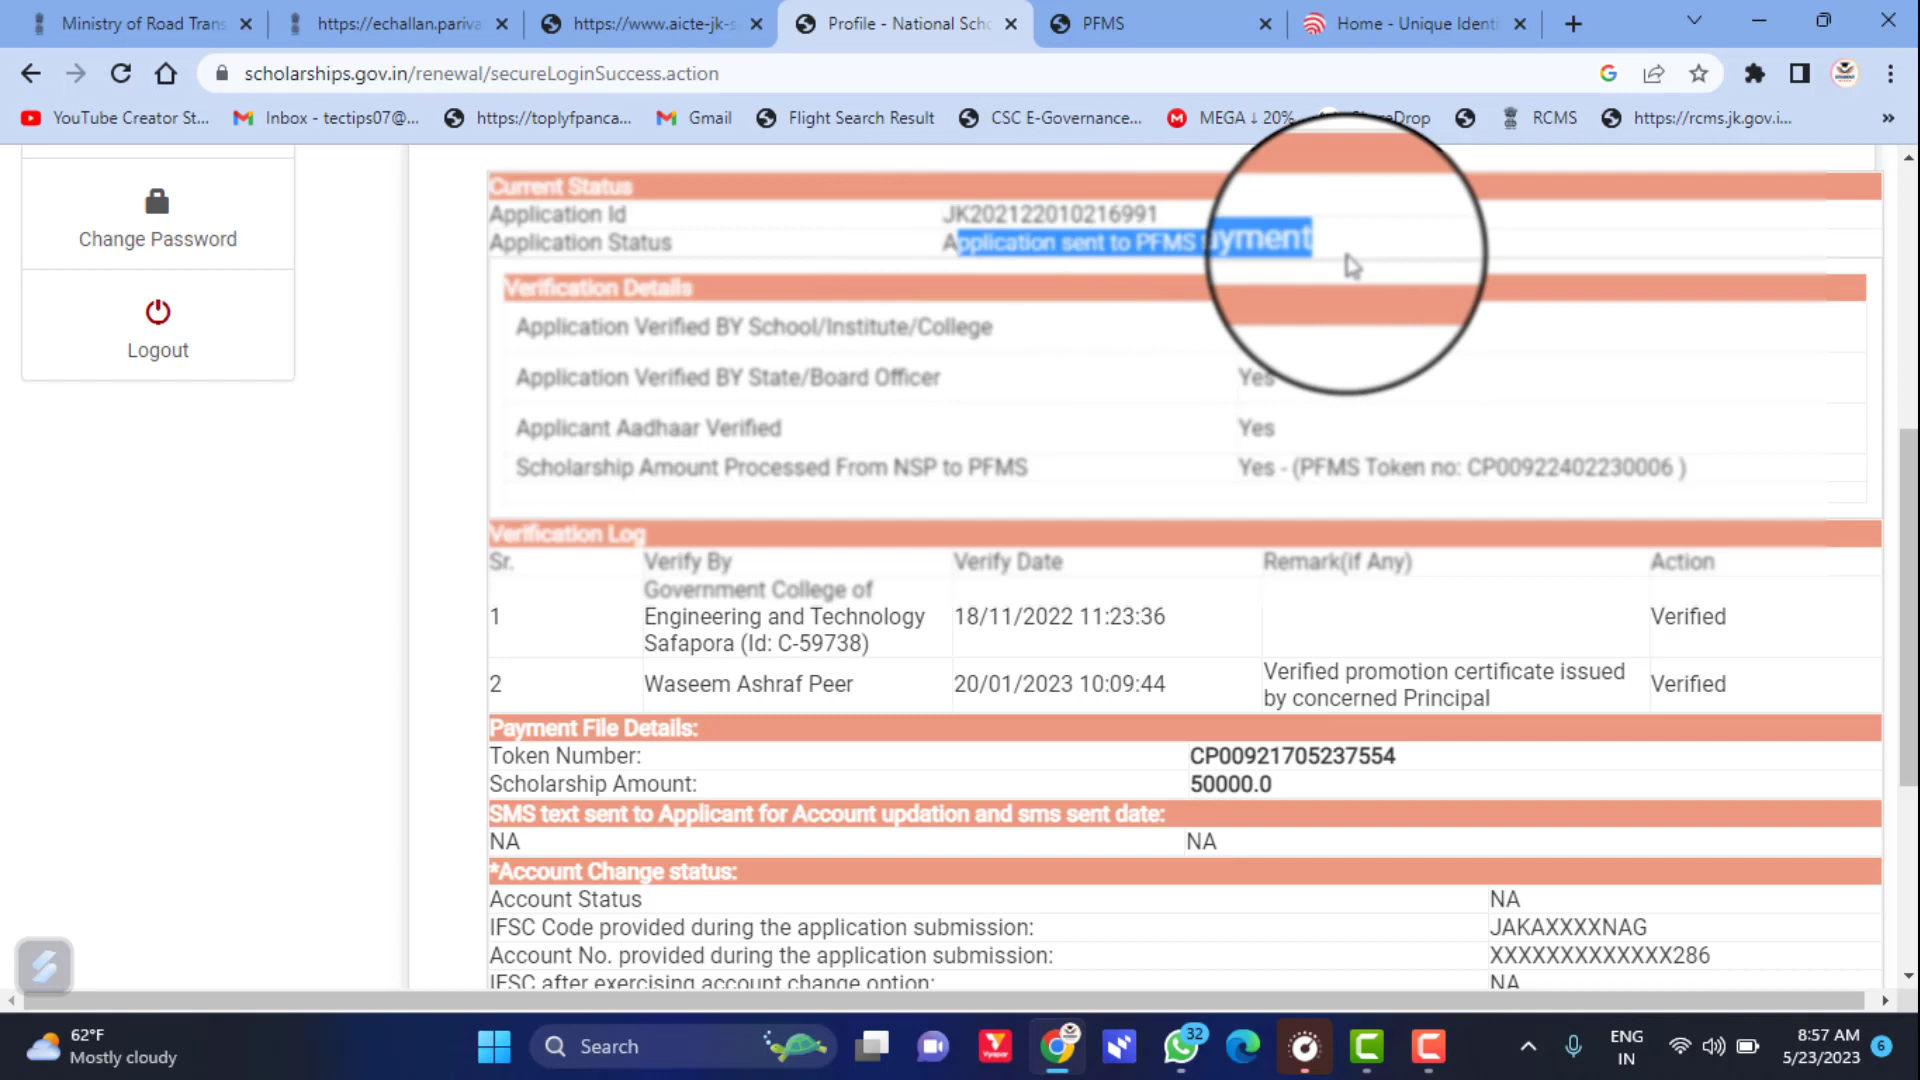 Ministry of Road Trans
https://echallan.pariva
https://www.aicte-jk-s
Profile - National Scho
PFMS
Home - Unique Identi
scholarships.gov.in/renewal/secureLoginSuccess.action
YouTube Creator St...
Inbox - tectips07@...
https://toplyfpanca...
Gmail
Flight Search Result
CSC E-Governance...
MEGA ↓ 20%
Drop
RCMS
https://rcms.jk.gov.i...
»
Change Password
Logout
Current Status
Application Id JK202122010216991
Application Status Application sent to PFMS yment
Verification Details
Application Verified BY School/Institute/College
Application Verified BY State/Board Officer Yes
Applicant Aadhaar Verified Yes
Scholarship Amount Processed From NSP to PFMS Yes - (PFMS Token no: CP00922402230006 )
Verification Log
Sr. Verify By Verify Date Remark(if Any) Action
Government College of
1 Engineering and Technology 18/11/2022 11:23:36 Verified
Safapora (Id: C-59738)
2 Waseem Ashraf Peer 20/01/2023 10:09:44 Verified promotion certificate issued Verified
by concerned Principal
Payment File Details:
Token Number: CP00921705237554
Scholarship Amount: 50000.0
SMS text sent to Applicant for Account updation and sms sent date:
NA NA
*Account Change status:
Account Status NA
IFSC Code provided during the application submission: JAKAXXXXNAG
Account No. provided during the application submission: XXXXXXXXXXXXX286
IFSC after exercising account change option: NA
62°F
Mostly cloudy
Search
Vyapar
32
ENG
IN
8:57 AM
5/23/2023
6